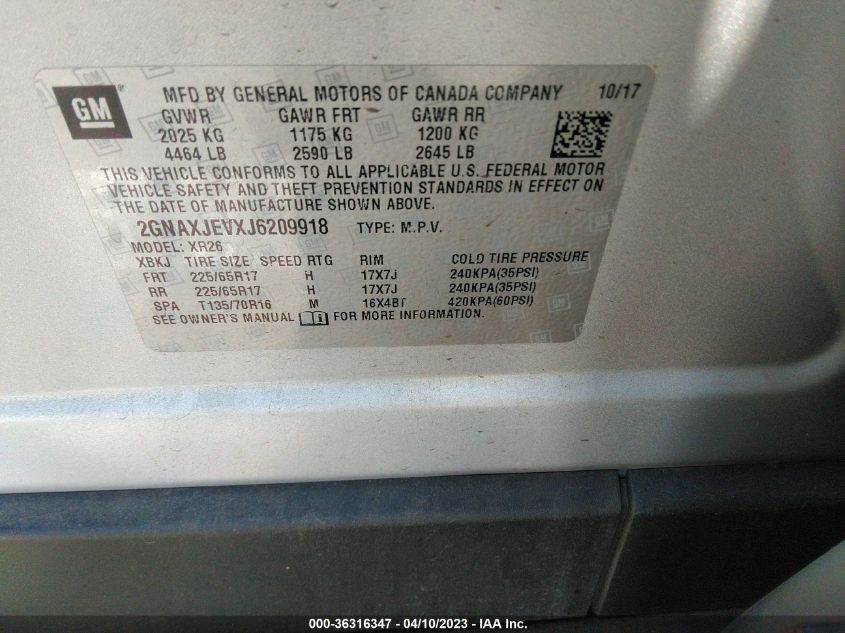 GM
MFD BY GENERAL MOTORS OF CANADA COMPANY 10/17
GVWR GAWR FRT GAWR RR
2025 KG 1175 KG 1200 KG
4464 LB 2590 LB 2645 LB
THIS VEHICLE CONFORMS TO ALL APPLICABLE U.S. FEDERAL MOTOR
VEHICLE SAFETY AND THEFT PREVENTION STANDARDS IN EFFECT ON
THE DATE OF MANUFACTURE SHOWN ABOVE.
2GNAXJEVXJ6209918 TYPE: M.P.V.
MODEL: XR26
XBKJ TIRE SIZE SPEED RTG RIM COLD TIRE PRESSURE
FRT 225/65R17 H 17X7J 240KPA(35PSI)
RR 225/65R17 H 17X7J 240KPA(35PSI)
SPA T135/70R16 M 16X4BT 420KPA(60PSI)
SEE OWNER'S MANUAL FOR MORE INFORMATION.
000-36316347 - 04/10/2023 - IAA Inc.